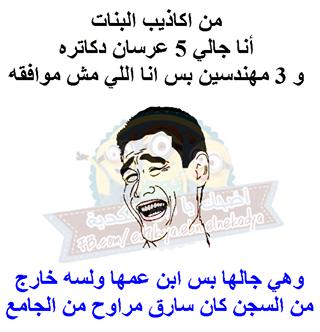 من اكاذيب البنات
أنا جالي 5 عرسان دكاتره
و 3 مهندسين بس انا اللي مش موافقه
وهي جالها بس ابن عمها ولسه خارج
من السجن كان سارق مراوح من الجامع